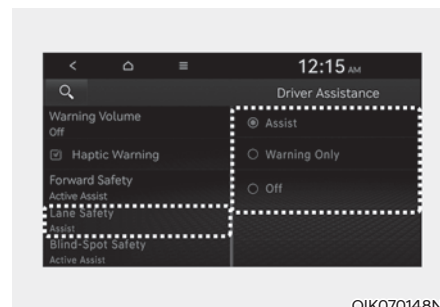 12:15 AM
Driver Assistance
Warning Volume
Off
Haptic Warning
Forward Safety
Active Assist
Lane Safety
Assist
Blind-Spot Safety
Active Assist
Assist
Warning Only
Off
OIK070148N